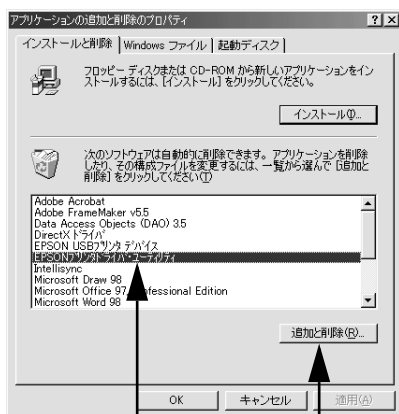 アプリケーションの追加と削除のプロパティ
インストールと削除
Windows ファイル
起動ディスク
フロッピー ディスクまたは CD-ROM から新しいアプリケーションをイン
ストールするには、[インストール] をクリックしてください。
インストール(I)...
次のソフトウェアは自動的に削除できます。アプリケーションを削除
したり、その構成ファイルを変更するには、一覧から選んで [追加と
削除] をクリックしてください(T)
Adobe Acrobat
Adobe FrameMaker v5.5
Data Access Objects (DAO) 3.5
DirectX ドライバ
EPSON USBプリンタ デバイス
EPSONプリンタドライバ・ユーティリティ
Intellisync
Microsoft Draw 98
Microsoft Office 97, Professional Edition
Microsoft Word 98
追加と削除(R)...
OK
キャンセル
適用(A)